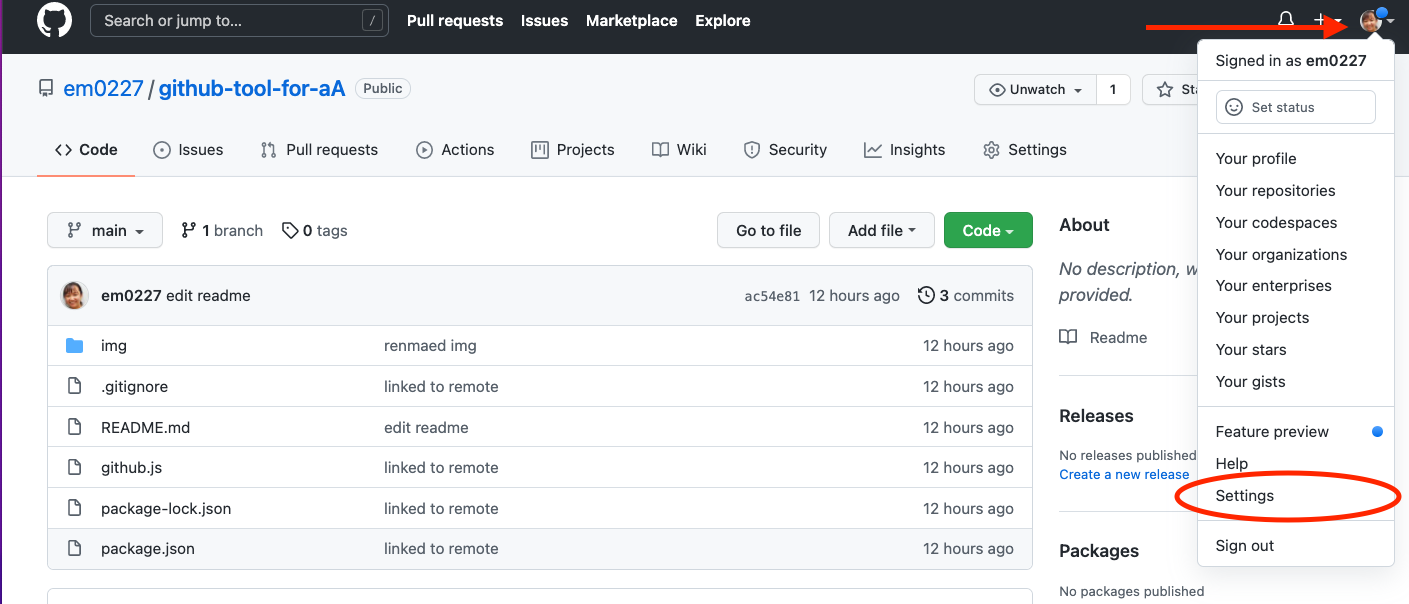 Search or jump to... / Pull requests Issues Marketplace Explore
Signed in as em0227
em0227 / github-tool-for-aA Public
Unwatch 1
Set status
Code Issues Pull requests Actions Projects Wiki Security Insights Settings
Your profile
Your repositories
Your codespaces
Your organizations
Your enterprises
Your projects
Your stars
Your gists
Feature preview
Help
Settings
Sign out
main 1 branch 0 tags Go to file Add file Code
em0227 edit readme ac54e81 12 hours ago 3 commits
img renmaed img 12 hours ago
.gitignore linked to remote 12 hours ago
README.md edit readme 12 hours ago
github.js linked to remote 12 hours ago
package-lock.json linked to remote 12 hours ago
package.json linked to remote 12 hours ago
About
No description, w
provided.
Readme
Releases
No releases published
Create a new release
Packages
No packages published